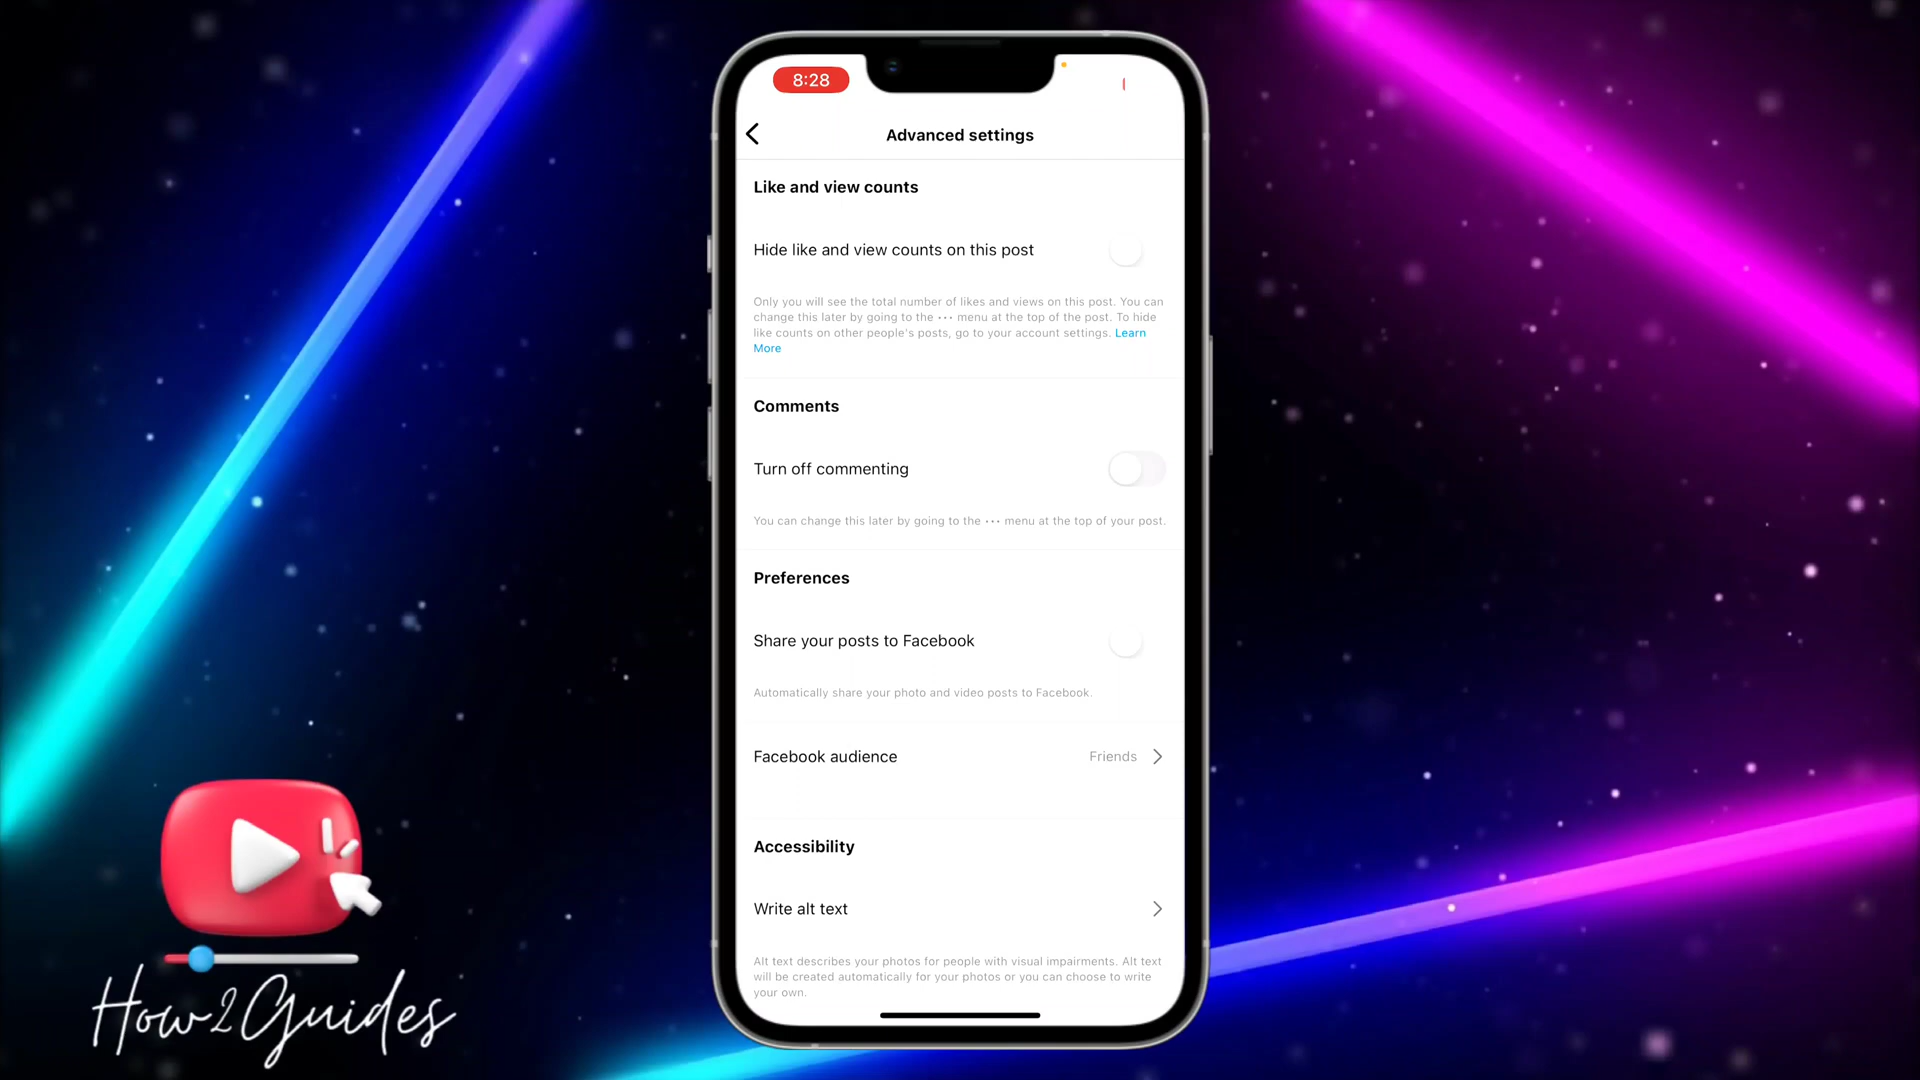 8:28
Advanced settings
Like and view counts
Hide like and view counts on this post
Only you will see the total number of likes and views on this post. You can
change this later by going to the ··· menu at the top of the post. To hide
like counts on other people's posts, go to your account settings. Learn
More
Comments
Turn off commenting
You can change this later by going to the ··· menu at the top of your post.
Preferences
Share your posts to Facebook
Automatically share your photo and video posts to Facebook.
Facebook audience Friends
Accessibility
Write alt text
Alt text describes your photos for people with visual impairments. Alt text
will be created automatically for your photos or you can choose to write
your own.
How2Guides